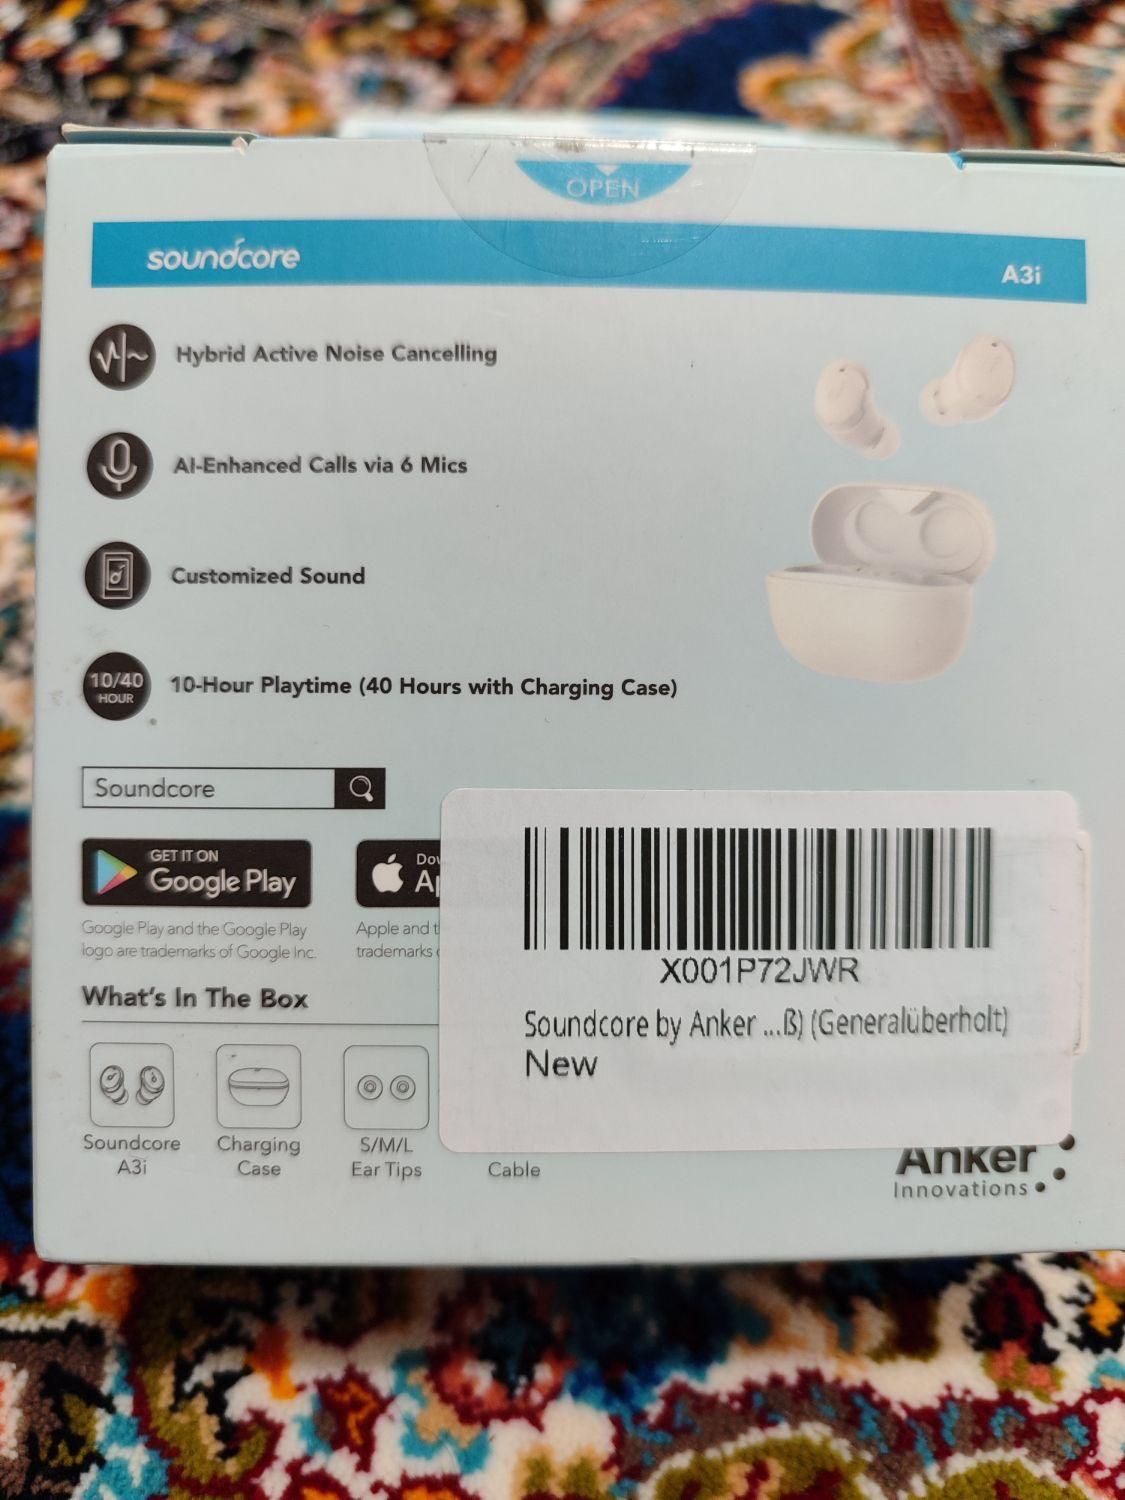 OPEN
soundcore
A3i
Hybrid Active Noise Cancelling
AI-Enhanced Calls via 6 Mics
Customized Sound
10/40
HOUR
10-Hour Playtime (40 Hours with Charging Case)
Soundcore
GET IT ON
Google Play
Google Play and the Google Play
logo are trademarks of Google Inc.
Apple and
trademarks
What's In The Box
Soundcore
A3i
Charging
Case
S/M/L
Ear Tips
Cable
X001P72JWR
Soundcore by Anker ...ß) (Generalüberholt)
New
Anker
Innovations